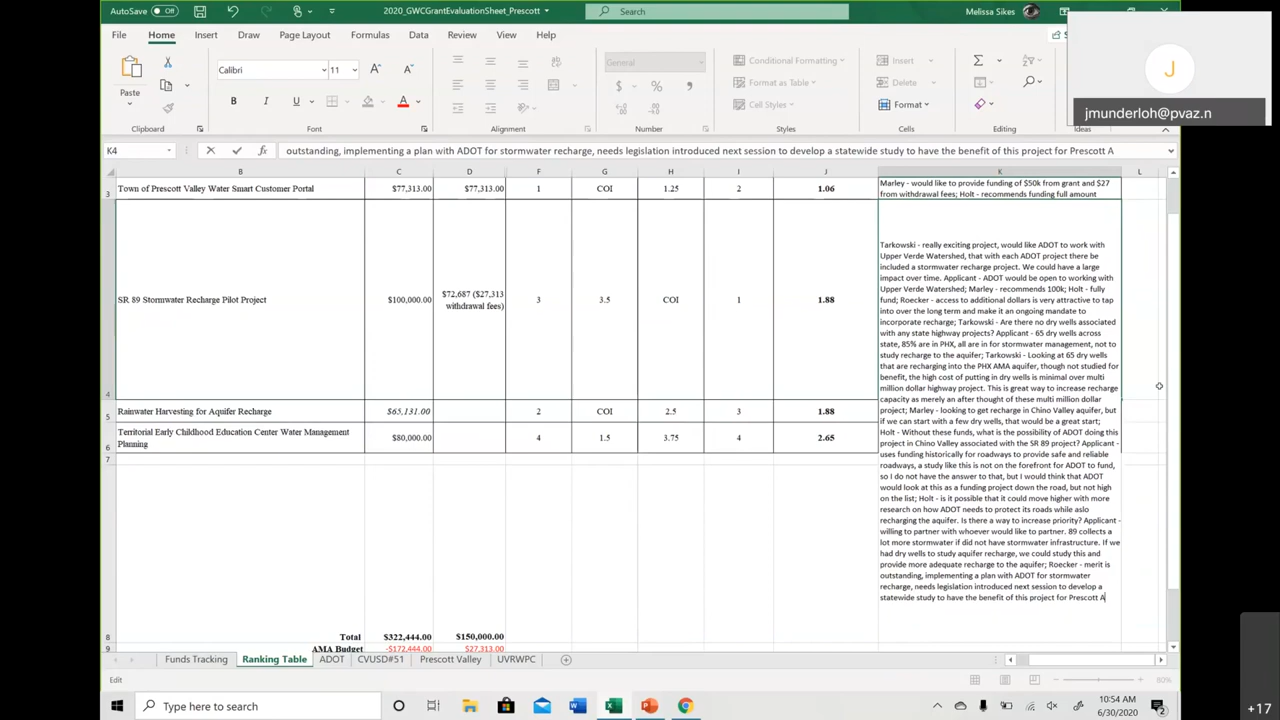 AutoSave Off 2020_GWCGrantEvaluationSheet_Prescott Search Melissa Sikes
File Home Insert Draw Page Layout Formulas Data Review View Help Sh
J
jmunderloh@pvaz.n
Paste
Calibri 11
B I U
General
$ % ,
Conditional Formatting
Format as Table
Cell Styles
Insert
Delete
Format
Clipboard Font Alignment Number Styles Cells Editing Ideas
K4 fx outstanding, implementing a plan with ADOT for stormwater recharge, needs legislation introduced next session to develop a statewide study to have the benefit of this project for Prescott A
B C D F G H I J K L
3 Town of Prescott Valley Water Smart Customer Portal $77,313.00 $77,313.00 1 COI 1.25 2 1.06
Marley - would like to provide funding of $50k from grant and $27
from withdrawal fees; Holt - recommends funding full amount
4 SR 89 Stormwater Recharge Pilot Project $100,000.00 $72,687 ($27,313
withdrawal fees) 3 3.5 COI 1 1.88
Tarkowski - really exciting project, would like ADOT to work with
Upper Verde Watershed, that with each ADOT project there be
included a stormwater recharge project. We could have a large
impact over time. Applicant - ADOT would be open to working with
Upper Verde Watershed; Marley - recommends 100k; Holt - fully
fund; Roecker - access to additional dollars is very attractive to tap
into over the long term and make it an ongoing mandate to
incorporate recharge; Tarkowski - Are there no dry wells associated
with any state highway projects? Applicant - 65 dry wells across
state, 85% are in PHX, all are in for stormwater management, not to
study recharge to the aquifer; Tarkowski - Looking at 65 dry wells
that are recharging into the PHX AMA aquifer, though not studied for
benefit, the high cost of putting in dry wells is minimal over multi
million dollar highway project. This is great way to increase recharge
capacity as merely an after thought of these multi million dollar
project; Marley - looking to get recharge in Chino Valley aquifer, but
if we can start with a few dry wells, that would be a great start;
Holt - Without these funds, what is the possibility of ADOT doing this
project in Chino Valley associated with the SR 89 project? Applicant -
uses funding historically for roadways to provide safe and reliable
roadways, a study like this is not on the forefront for ADOT to fund,
so I do not have the answer to that, but I would think that ADOT
would look at this as a funding project down the road, but not high
on the list; Holt - is it possible that it could move higher with more
research on how ADOT needs to protect its roads while aslo
recharging the aquifer. Is there a way to increase priority? Applicant -
willing to partner with whoever would like to partner. 89 collects
a lot more stormwater if did not have stormwater infrastructure. If we
had dry wells to study aquifer recharge, we could study this and
provide more adequate recharge to the aquifer; Roecker - merit is
outstanding, implementing a plan with ADOT for stormwater
recharge, needs legislation introduced next session to develop a
statewide study to have the benefit of this project for Prescott A
5 Rainwater Harvesting for Aquifer Recharge $65,131.00 2 COI 2.5 3 1.88
6 Territorial Early Childhood Education Center Water Management
Planning $80,000.00 4 1.5 3.75 4 2.65
7
8 Total $322,444.00 $150,000.00
9 AMA Budget -$172,444.00 $27,313.00
Funds Tracking Ranking Table ADOT CVUSD#51 Prescott Valley UVRWPC
Edit 80%
Type here to search
10:54 AM
6/30/2020
2
+17